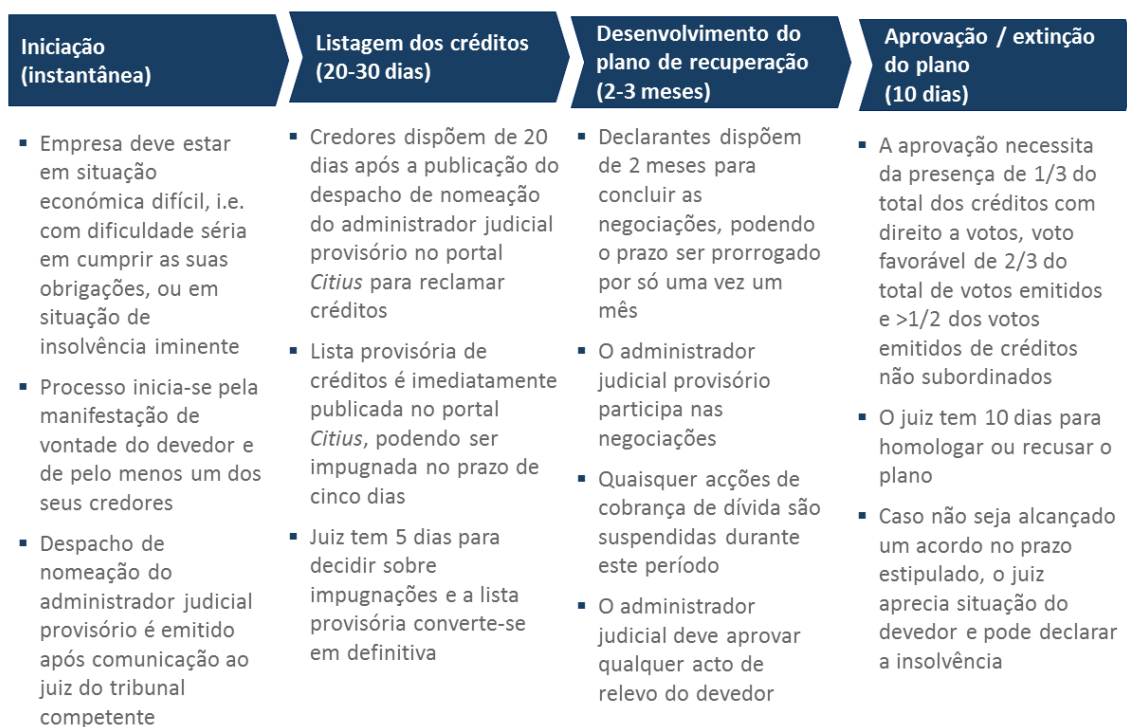 Iniciação
(instantânea)
▪ Empresa deve estar
em situação
económica difícil, i.e.
com dificuldade séria
em cumprir as suas
obrigações, ou em
situação de
insolvência iminente
▪ Processo inicia-se pela
manifestação de
vontade do devedor e
de pelo menos um dos
seus credores
▪ Despacho de
nomeação do
administrador judicial
provisório é emitido
após comunicação ao
juiz do tribunal
competente
Listagem dos créditos
(20-30 dias)
▪ Credores dispõem de 20
dias após a publicação do
despacho de nomeação
do administrador judicial
provisório no portal
Citius para reclamar
créditos
▪ Lista provisória de
créditos é imediatamente
publicada no portal
Citius, podendo ser
impugnada no prazo de
cinco dias
▪ Juiz tem 5 dias para
decidir sobre
impugnações e a lista
provisória converte-se
em definitiva
Desenvolvimento do
plano de recuperação
(2-3 meses)
▪ Declarantes dispõem
de 2 meses para
concluir as
negociações, podendo
o prazo ser prorrogado
por só uma vez um
mês
▪ O administrador
judicial provisório
participa nas
negociações
▪ Quaisquer acções de
cobrança de dívida são
suspendidas durante
este período
▪ O administrador
judicial deve aprovar
qualquer acto de
relevo do devedor
Aprovação / extinção
do plano
(10 dias)
▪ A aprovação necessita
da presença de 1/3 do
total dos créditos com
direito a votos, voto
favorável de 2/3 do
total de votos emitidos
e >1/2 dos votos
emitidos de créditos
não subordinados
▪ O juiz tem 10 dias para
homologar ou recusar o
plano
▪ Caso não seja alcançado
um acordo no prazo
estipulado, o juiz
aprecia situação do
devedor e pode declarar
a insolvência